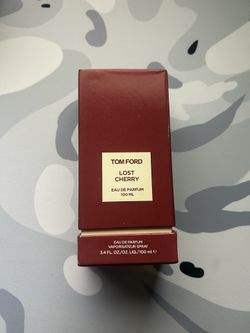 TOM FORD
LOST
CHERRY
EAU DE PARFUM
100 ML
EAU DE PARFUM
VAPORISATEUR SPRAY
3.4 FL. OZ./OZ. LIQ./100 ml ℮